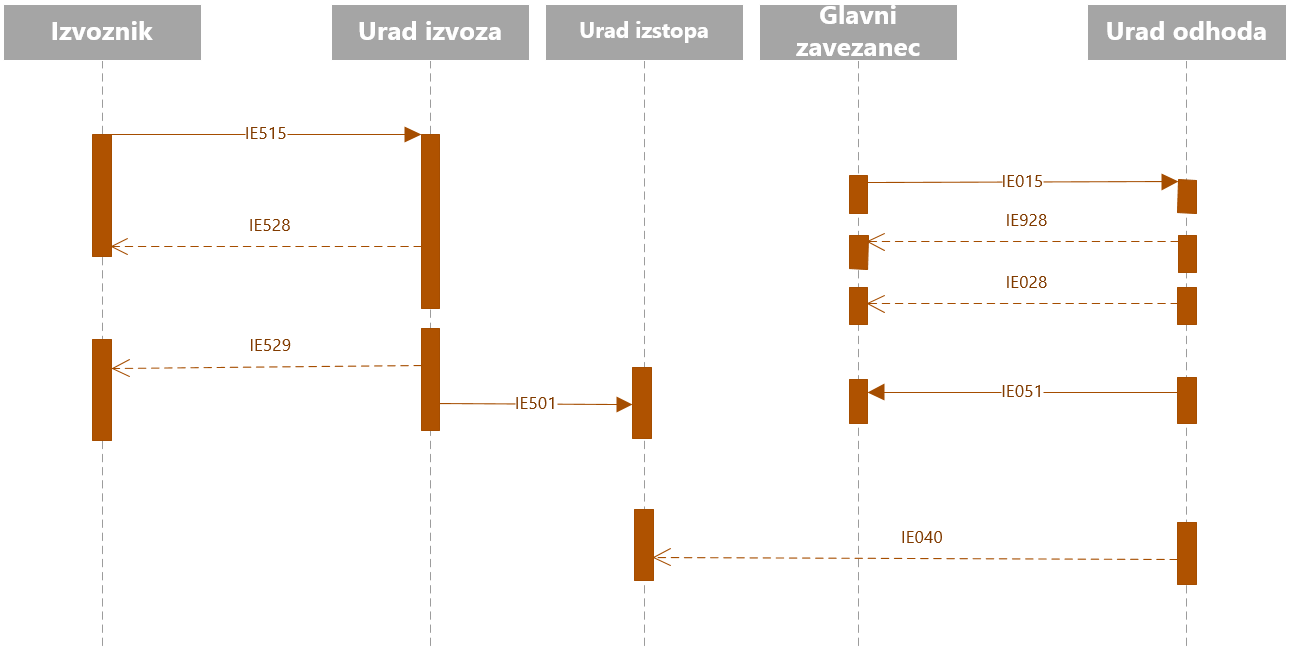 Izvoznik
Urad izvoza
Urad izstopa
Glavni
zavezanec
Urad odhoda
IE515
IE015
IE928
IE528
IE028
IE529
IE051
IE501
IE040